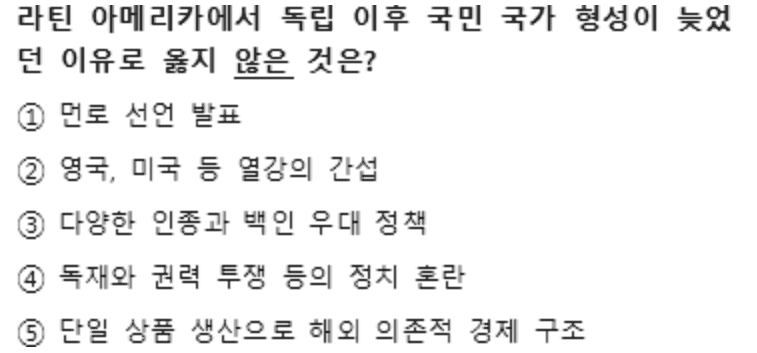 라틴 아메리카에서 독립 이후 국민 국가 형성이 늦었
던 이유로 옳지 않은 것은?
① 먼로 선언 발표
② 영국, 미국 등 열강의 간섭
③ 다양한 인종과 백인 우대 정책
④ 독재와 권력 투쟁 등의 정치 혼란
⑤ 단일 상품 생산으로 해외 의존적 경제 구조